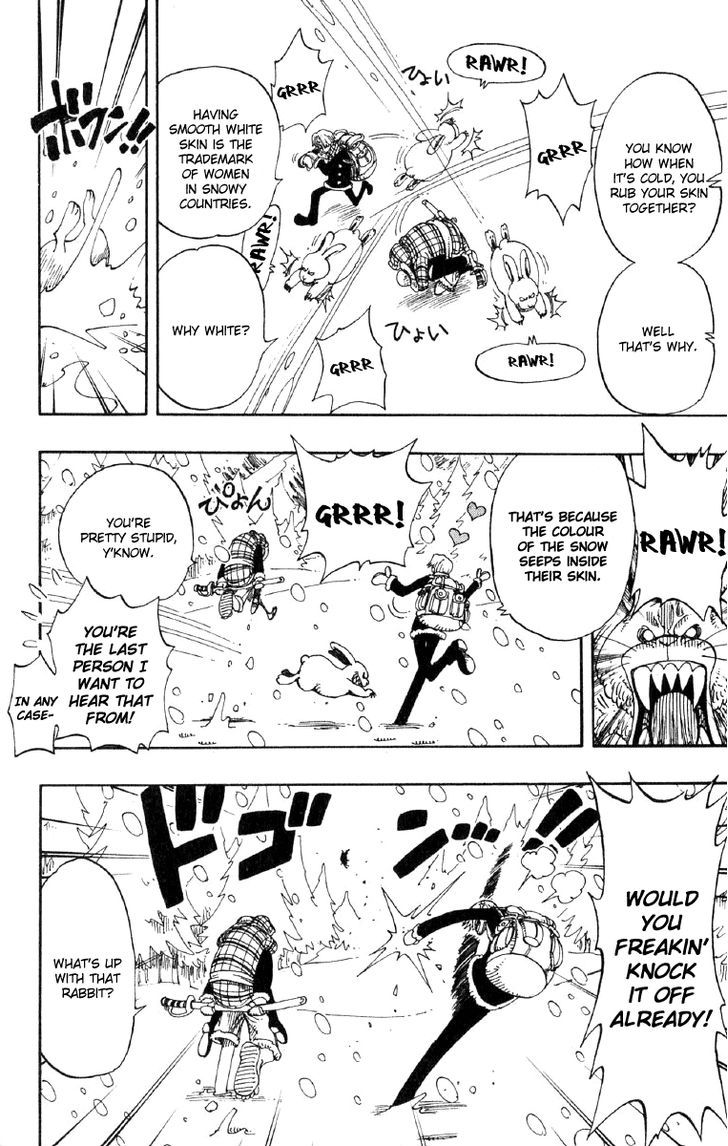 YOU KNOW
HOW WHEN
IT'S COLD, YOU
RUB YOUR SKIN
TOGETHER?
WELL
THAT'S WHY.
RAWR!
GRRR
ひょい
GRRR
RAWR!
ひょい
GRRR
RAWR!
HAVING
SMOOTH WHITE
SKIN IS THE
TRADEMARK
OF WOMEN
IN SNOWY
COUNTRIES.
WHY WHITE?
ボワン!!
RAWR!
THAT'S BECAUSE
THE COLOUR
OF THE SNOW
SEEPS INSIDE
THEIR SKIN.
GRRR!
ぴょん
YOU'RE
PRETTY STUPID,
Y'KNOW.
YOU'RE
THE LAST
PERSON I
WANT TO
HEAR THAT
FROM!
IN ANY
CASE-
WOULD
YOU
FREAKIN'
KNOCK
IT OFF
ALREADY!
ドゴォン!!
WHAT'S UP
WITH THAT
RABBIT?